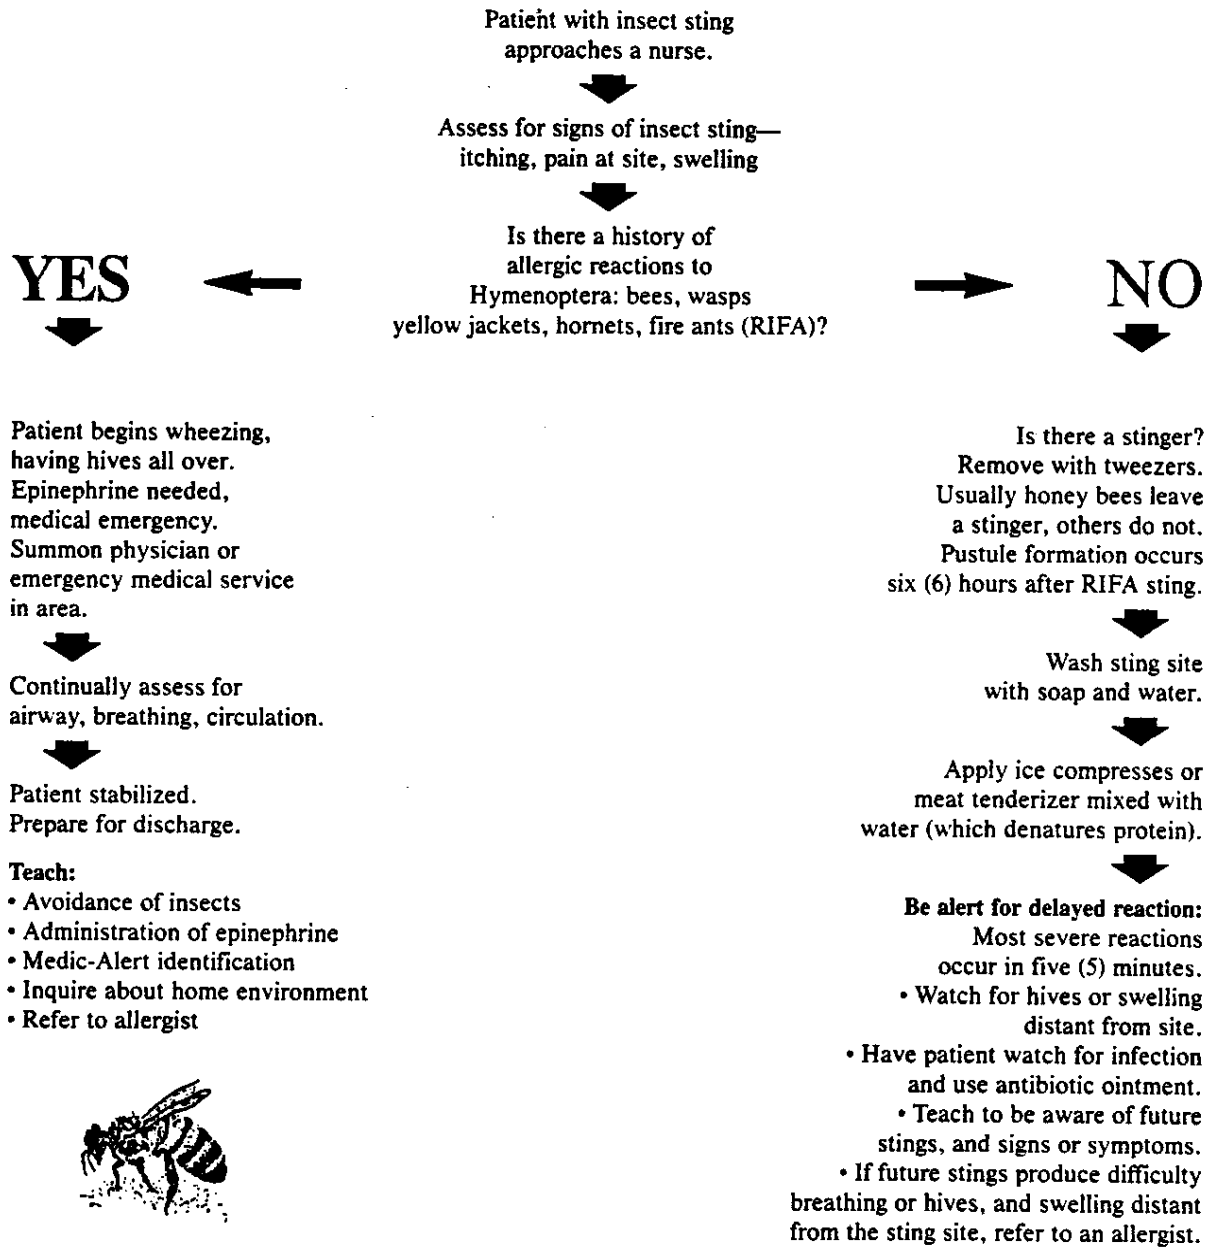 Patient with insect sting
approaches a nurse.
Assess for signs of insect sting—
itching, pain at site, swelling
Is there a history of
allergic reactions to
Hymenoptera: bees, wasps
yellow jackets, hornets, fire ants (RIFA)?
YES
Patient begins wheezing,
having hives all over.
Epinephrine needed,
medical emergency.
Summon physician or
emergency medical service
in area.
Continually assess for
airway, breathing, circulation.
Patient stabilized.
Prepare for discharge.
Teach:
• Avoidance of insects
• Administration of epinephrine
• Medic-Alert identification
• Inquire about home environment
• Refer to allergist
NO
Is there a stinger?
Remove with tweezers.
Usually honey bees leave
a stinger, others do not.
Pustule formation occurs
six (6) hours after RIFA sting.
Wash sting site
with soap and water.
Apply ice compresses or
meat tenderizer mixed with
water (which denatures protein).
Be alert for delayed reaction:
Most severe reactions
occur in five (5) minutes.
• Watch for hives or swelling
distant from site.
• Have patient watch for infection
and use antibiotic ointment.
• Teach to be aware of future
stings, and signs or symptoms.
• If future stings produce difficulty
breathing or hives, and swelling distant
from the sting site, refer to an allergist.